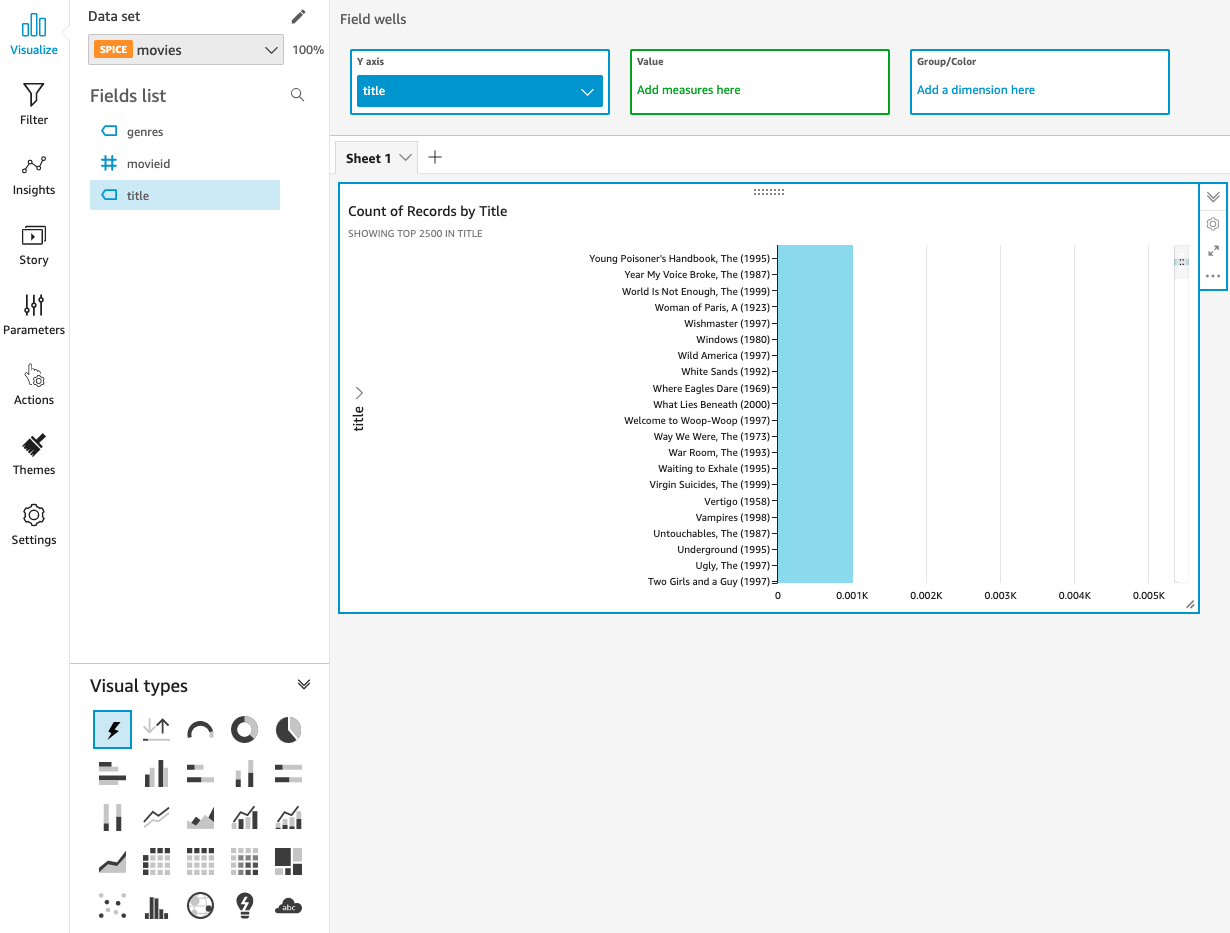 Visualize
Filter
Insights
Story
Parameters
Actions
Themes
Settings
Data set
SPICE movies 100%
Fields list
genres
movieid
title
Visual types
abc
Field wells
Y axis
title
Value
Add measures here
Group/Color
Add a dimension here
Sheet 1
Count of Records by Title
SHOWING TOP 2500 IN TITLE
title
Young Poisoner's Handbook, The (1995)
Year My Voice Broke, The (1987)
World Is Not Enough, The (1999)
Woman of Paris, A (1923)
Wishmaster (1997)
Windows (1980)
Wild America (1997)
White Sands (1992)
Where Eagles Dare (1969)
What Lies Beneath (2000)
Welcome to Woop-Woop (1997)
Way We Were, The (1973)
War Room, The (1993)
Waiting to Exhale (1995)
Virgin Suicides, The (1999)
Vertigo (1958)
Vampires (1998)
Untouchables, The (1987)
Underground (1995)
Ugly, The (1997)
Two Girls and a Guy (1997)
0 0.001K 0.002K 0.003K 0.004K 0.005K